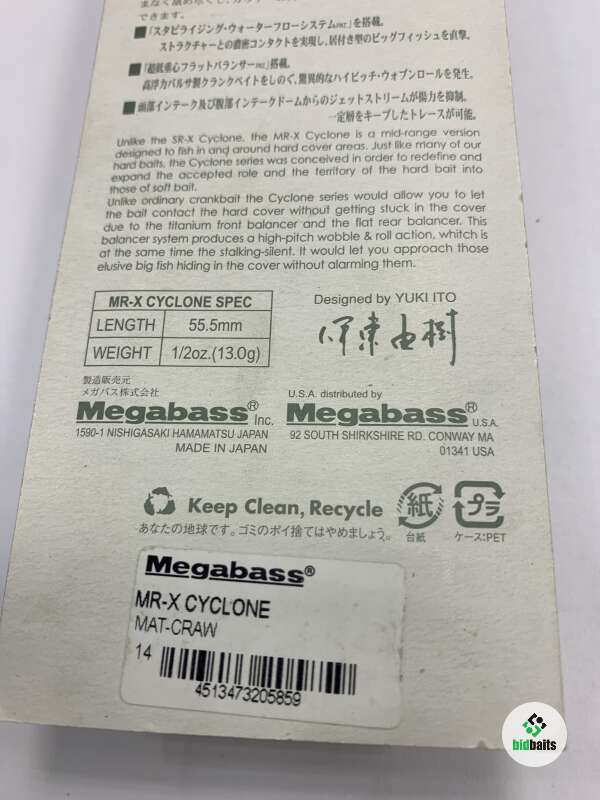 できます。
■「スタビライジング・ウォーターフローシステムPAT.」を搭載。
ストラクチャーとの濃密コンタクトを実現し、居付き型のビッグフィッシュを直撃。
■「超低重心フラットバランサーPAT.」搭載。
高浮力バルサ製クランクベイトをしのぐ、驚異的なハイピッチ・ウォブンロールを発生。
■頭部インテーク及び腹部インテークドームからのジェットストリームが揚力を抑制。
一定層をキープしたトレースが可能。
Unlike the SR-X Cyclone, the MR-X Cyclone is a mid-range version
designed to fish in and around hard cover areas. Just like many of our
hard baits, the Cyclone series was conceived in order to redefine and
expand the accepted role and the territory of the hard bait into
those of soft bait.
Unlike ordinary crankbait the Cyclone series would allow you to let
the bait contact the hard cover without getting stuck in the cover
due to the titanium front balancer and the flat rear balancer. This
balancer system produces a high-pitch wobble & roll action, whitch is
at the same time the stalking-silent. It would let you approach those
elusive big fish hiding in the cover without alarming them.
MR-X CYCLONE SPEC
LENGTH 55.5mm
WEIGHT 1/2oz.(13.0g)
Designed by YUKI ITO
伊東由樹
製造販売元
メガバス株式会社
Megabass® Inc.
1590-1 NISHIGASAKI HAMAMATSU JAPAN
MADE IN JAPAN
U.S.A. distributed by
Megabass® U.S.A.
92 SOUTH SHIRKSHIRE RD. CONWAY MA
01341 USA
Keep Clean, Recycle
あなたの地球です。ゴミのポイ捨てはやめましょう。
紙
台紙
プラ
ケース:PET
Megabass®
MR-X CYCLONE
MAT-CRAW
14
4513473205859
bidbaits